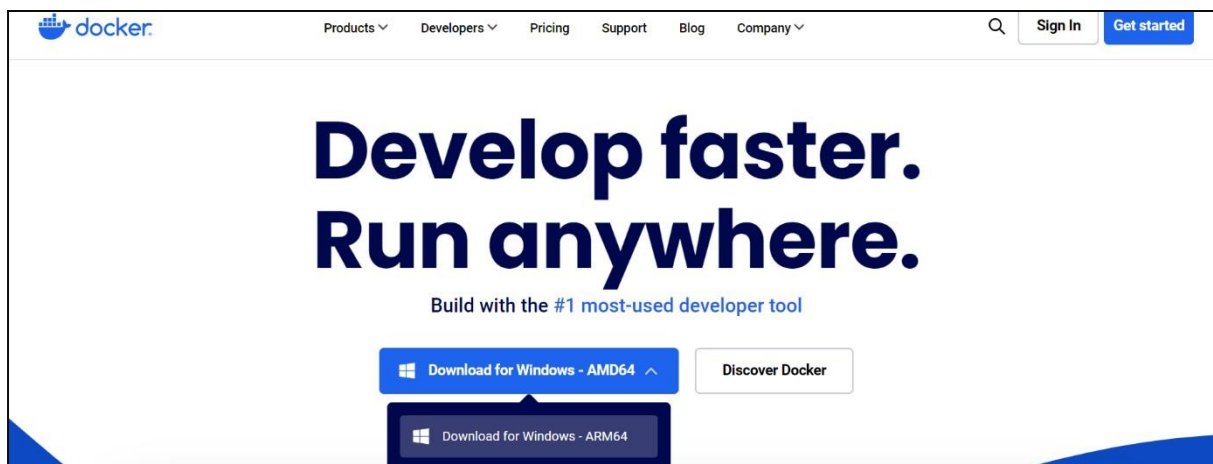 docker
Products Developers Pricing Support Blog Company Sign In Get started
Develop faster.
Run anywhere.
Build with the #1 most-used developer tool
Download for Windows - AMD64 Discover Docker
Download for Windows - ARM64